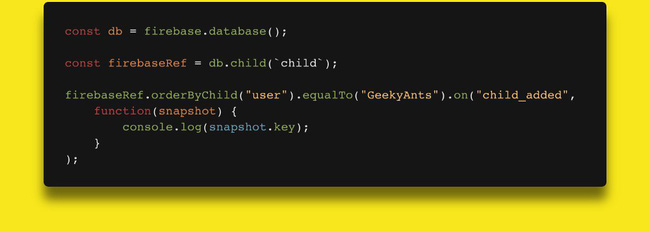 const db = firebase.database();
const firebaseRef = db.child(`child`);
firebaseRef.orderByChild("user").equalTo("GeekyAnts").on("child_added",
    function(snapshot) {
        console.log(snapshot.key);
    }
);